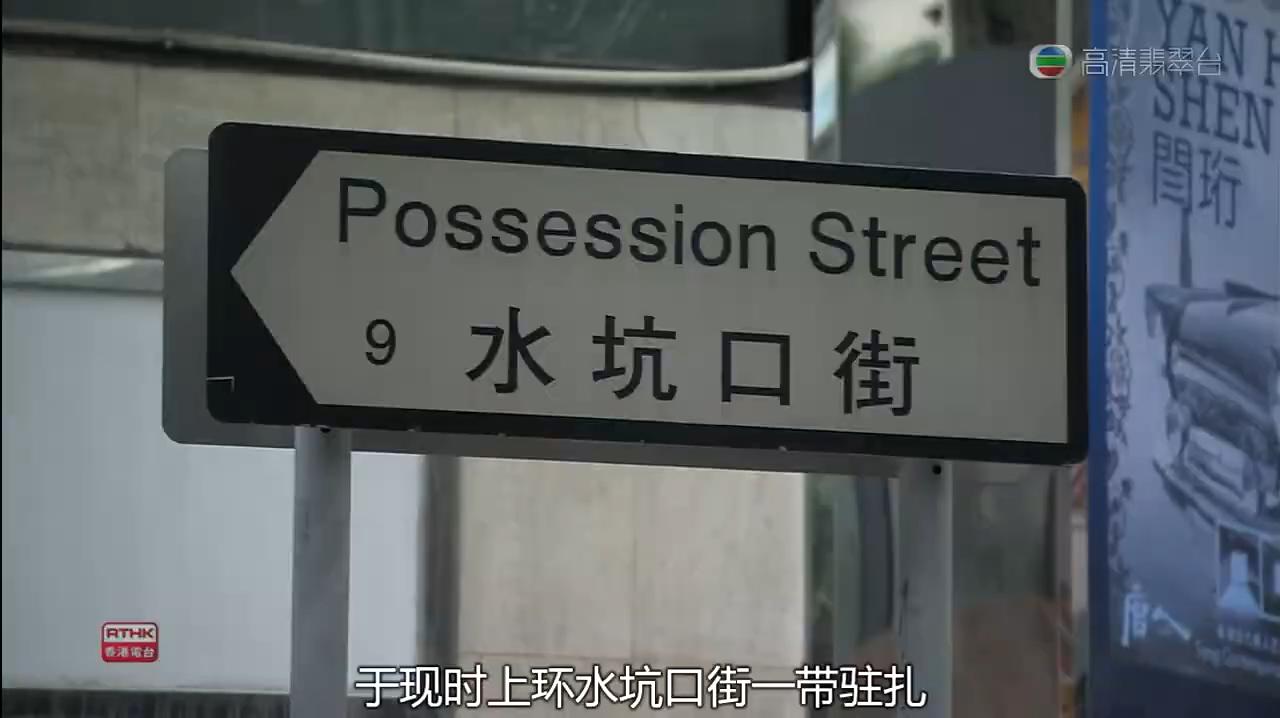 高清翡翠台
YAN H
SHEN
閆珩
Possession Street
9 水坑口街
RTHK
香港電台
于现时上环水坑口街一带驻扎